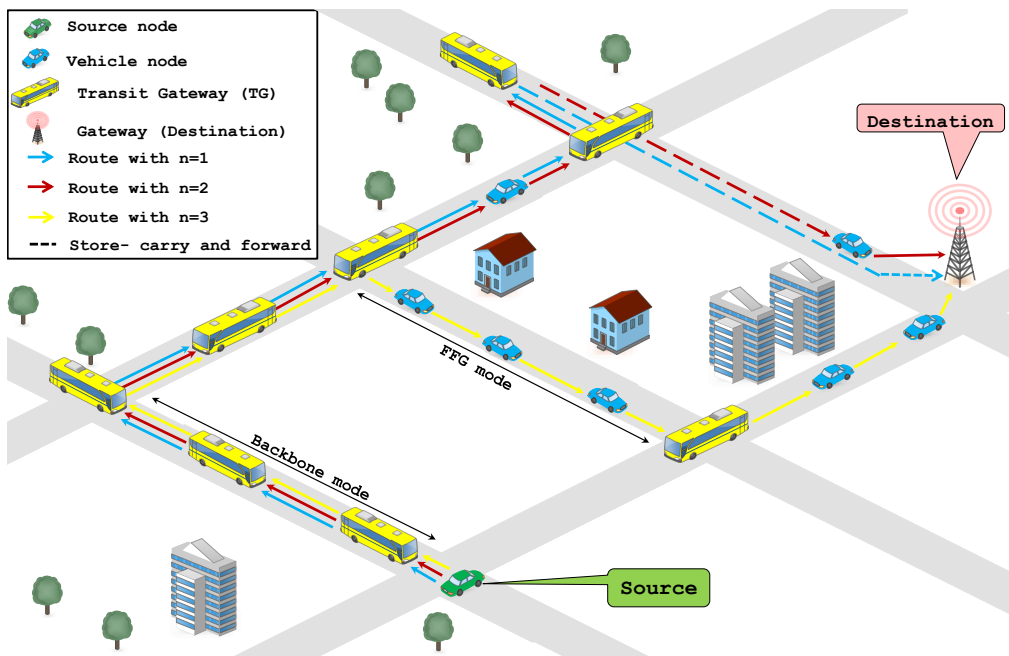 Source node
Vehicle node
Transit Gateway (TG)
Gateway (Destination)
Route with n=1
Route with n=2
Route with n=3
Store- carry and forward
Destination
FFG mode
Backbone mode
Source